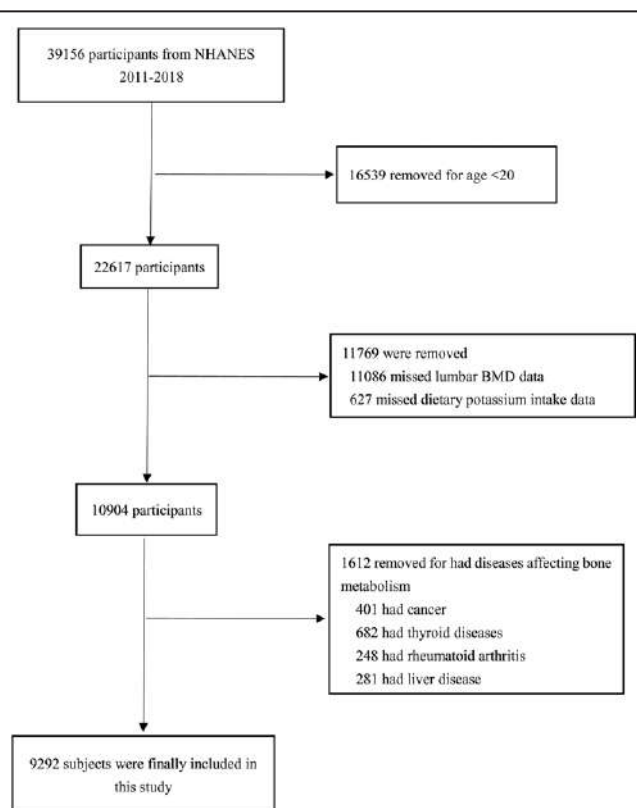 39156 participants from NHANES
2011-2018
16539 removed for age <20
22617 participants
11769 were removed
11086 missed lumbar BMD data
627 missed dietary potassium intake data
10904 participants
1612 removed for had diseases affecting bone
metabolism
401 had cancer
682 had thyroid diseases
248 had rheumatoid arthritis
281 had liver disease
9292 subjects were finally included in
this study